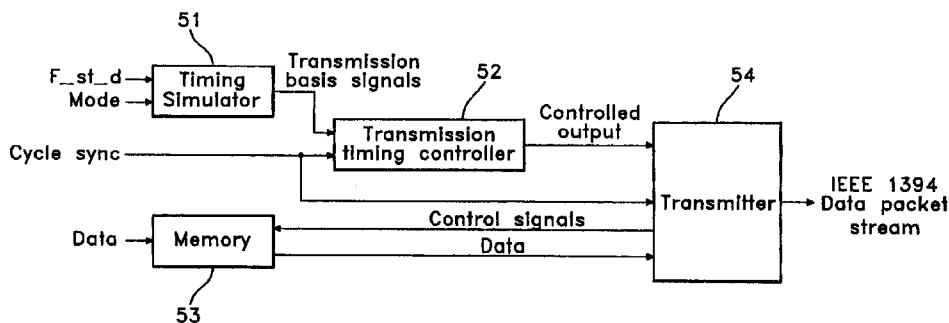 51
F_st_d
Mode
Timing
Simulator
Transmission
basis signals
52
Transmission
timing controller
Controlled
output
54
Cycle sync
Transmitter
IEEE 1394
Data packet
stream
Control signals
Data
Memory
Data
53